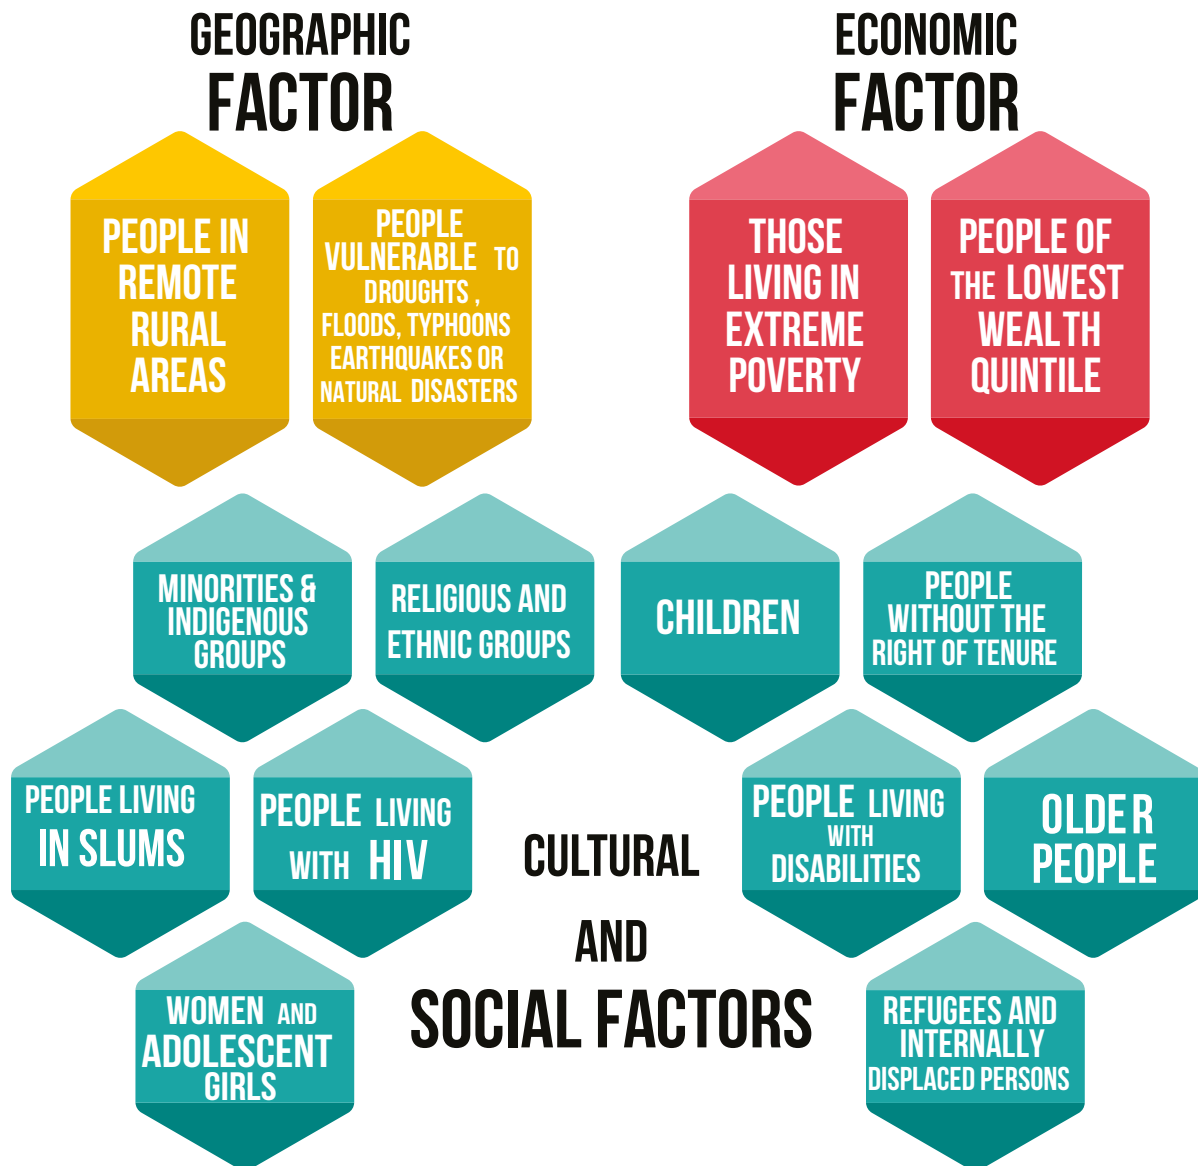 GEOGRAPHIC
FACTOR
ECONOMIC
FACTOR
PEOPLE IN
REMOTE
RURAL
AREAS
PEOPLE
VULNERABLE TO
DROUGHTS ,
FLOODS, TYPHOONS
EARTHQUAKES OR
NATURAL DISASTERS
THOSE
LIVING IN
EXTREME
POVERTY
PEOPLE OF
THE LOWEST
WEALTH
QUINTILE
MINORITIES &
INDIGENOUS
GROUPS
RELIGIOUS AND
ETHNIC GROUPS
CHILDREN
PEOPLE
WITHOUT THE
RIGHT OF TENURE
PEOPLE LIVING
IN SLUMS
PEOPLE LIVING
WITH HIV
CULTURAL
AND
SOCIAL FACTORS
PEOPLE LIVING
WITH
DISABILITIES
OLDER
PEOPLE
WOMEN AND
ADOLESCENT
GIRLS
REFUGEES AND
INTERNALLY
DISPLACED PERSONS